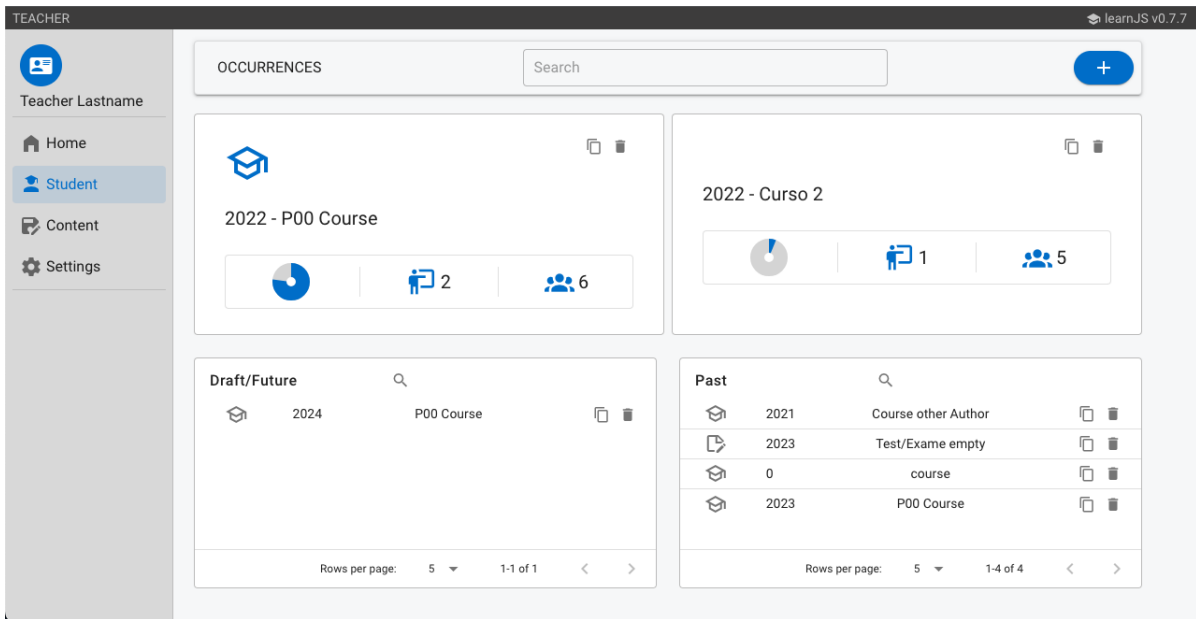 TEACHER
learnJS v0.7.7
Teacher Lastname
Home
Student
Content
Settings
OCCURRENCES
Search
2022 - P00 Course
2
6
2022 - Curso 2
1
5
Draft/Future
2024 P00 Course
Rows per page: 5 1-1 of 1
Past
2021 Course other Author
2023 Test/Exame empty
0 course
2023 P00 Course
Rows per page: 5 1-4 of 4